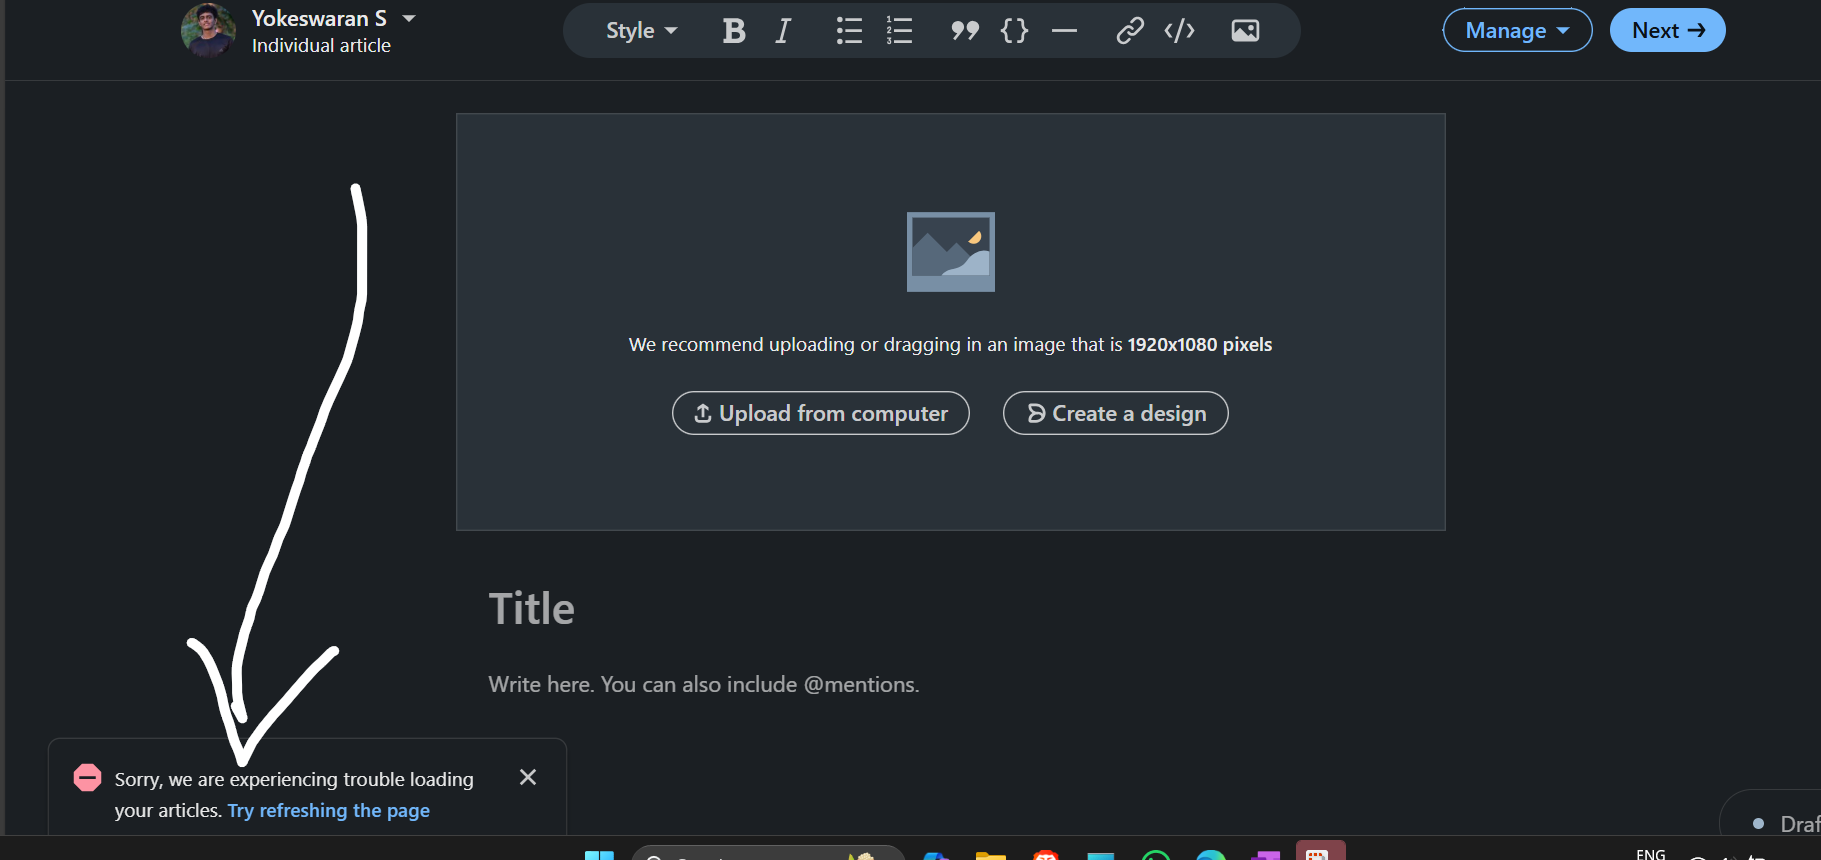 Yokeswaran S
Individual article
Style
B I
Manage
Next →
We recommend uploading or dragging in an image that is 1920x1080 pixels
Upload from computer
Create a design
Title
Write here. You can also include @mentions.
Sorry, we are experiencing trouble loading
your articles. Try refreshing the page
ENG